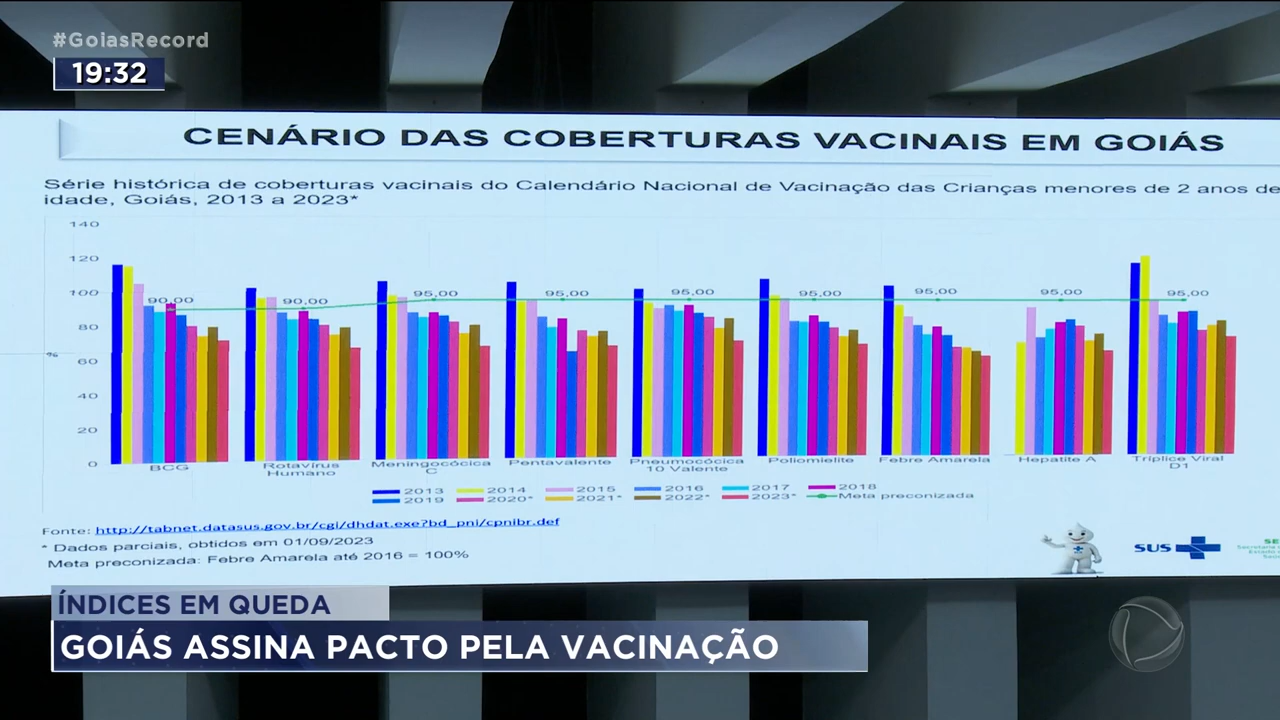 #GoiasRecord
19:32
CENÁRIO DAS COBERTURAS VACINAIS EM GOIÁS
Série histórica de coberturas vacinais do Calendário Nacional de Vacinação das Crianças menores de 2 anos de
idade, Goiás, 2013 a 2023*
140
120
100
80
60
40
20
0
%
90,00
90,00
95,00
95,00
95,00
95,00
95,00
95,00
95,00
BCG
Rotavírus
Humano
Meningocócica
C
Pentavalente
Pneumocócica
10 Valente
Poliomielite
Febre Amarela
Hepatite A
Tríplice Viral
D1
2013 2014 2015 2016 2017 2018
2019 2020* 2021* 2022* 2023* Meta preconizada
Fonte: http://tabnet.datasus.gov.br/cgi/dhdat.exe?bd_pni/cpnibr.def
* Dados parciais, obtidos em 01/09/2023
Meta preconizada: Febre Amarela até 2016 = 100%
SUS
ÍNDICES EM QUEDA
GOIÁS ASSINA PACTO PELA VACINAÇÃO